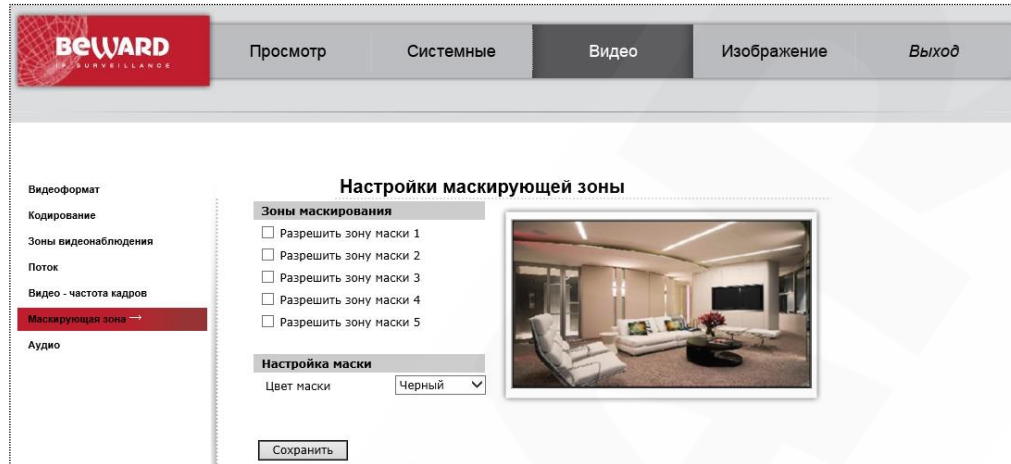 BEWARD
IP SURVEILLANCE
Просмотр
Системные
Видео
Изображение
Выход
Видеоформат
Кодирование
Зоны видеонаблюдения
Поток
Видео - частота кадров
Маскирующая зона →
Аудио
Настройки маскирующей зоны
Зоны маскирования
Разрешить зону маски 1
Разрешить зону маски 2
Разрешить зону маски 3
Разрешить зону маски 4
Разрешить зону маски 5
Настройка маски
Цвет маски Черный
Сохранить